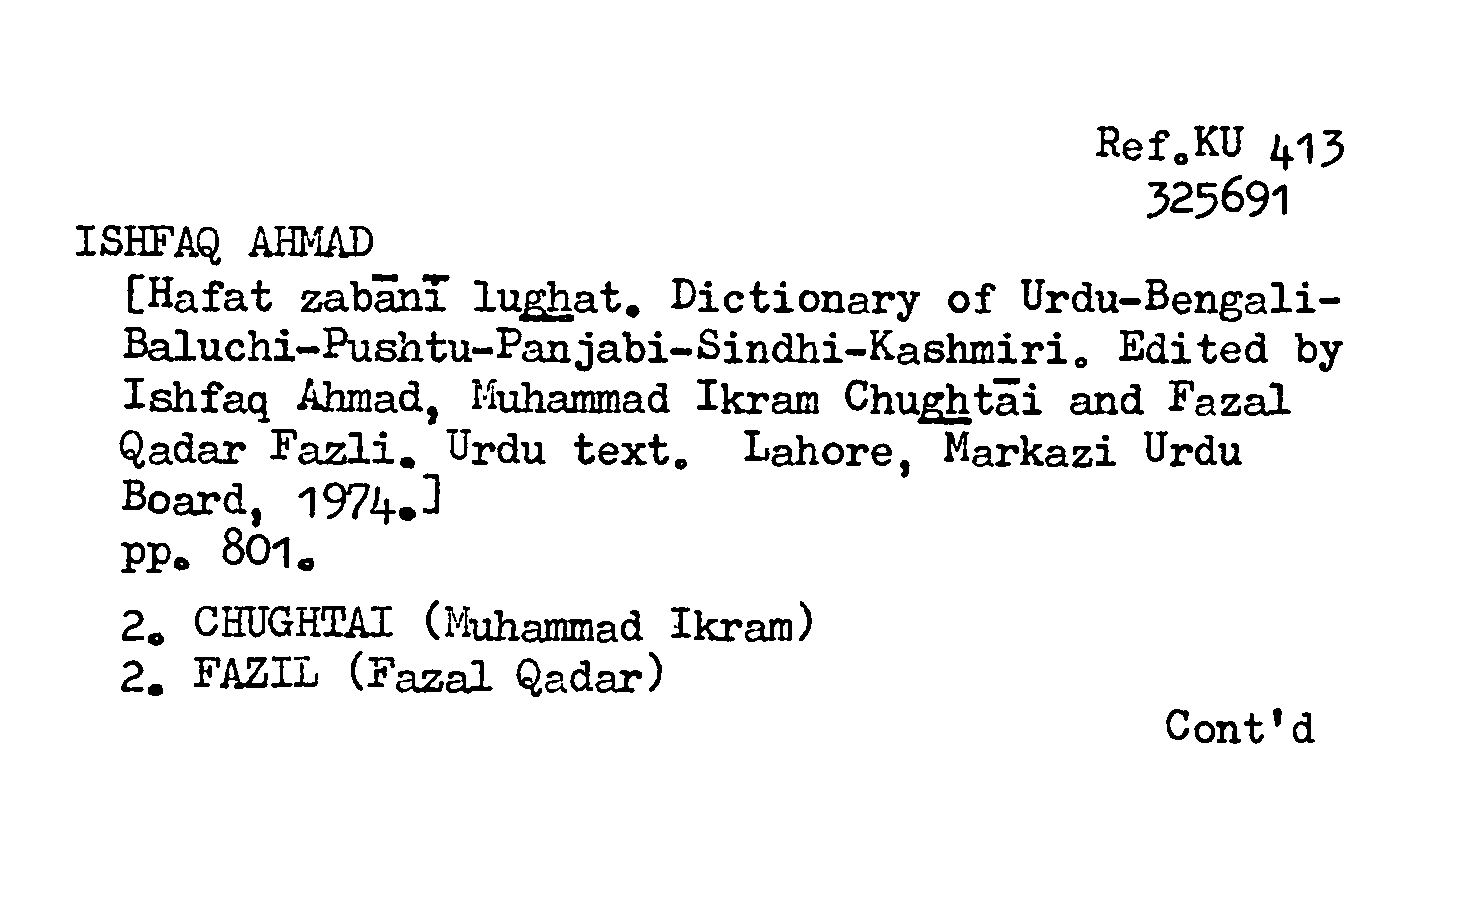 Ref.KU 413
325691
ISHFAQ AHMAD
[Hafat zabānī lughat. Dictionary of Urdu-Bengali-
Baluchi-Pushtu-Panjabi-Sindhi-Kashmiri. Edited by
Ishfaq Ahmad, Muhammad Ikram Chughtāi and Fazal
Qadar Fazli. Urdu text. Lahore, Markazi Urdu
Board, 1974.]
pp. 801.
2. CHUGHTAI (Muhammad Ikram)
2. FAZIL (Fazal Qadar)
Cont'd